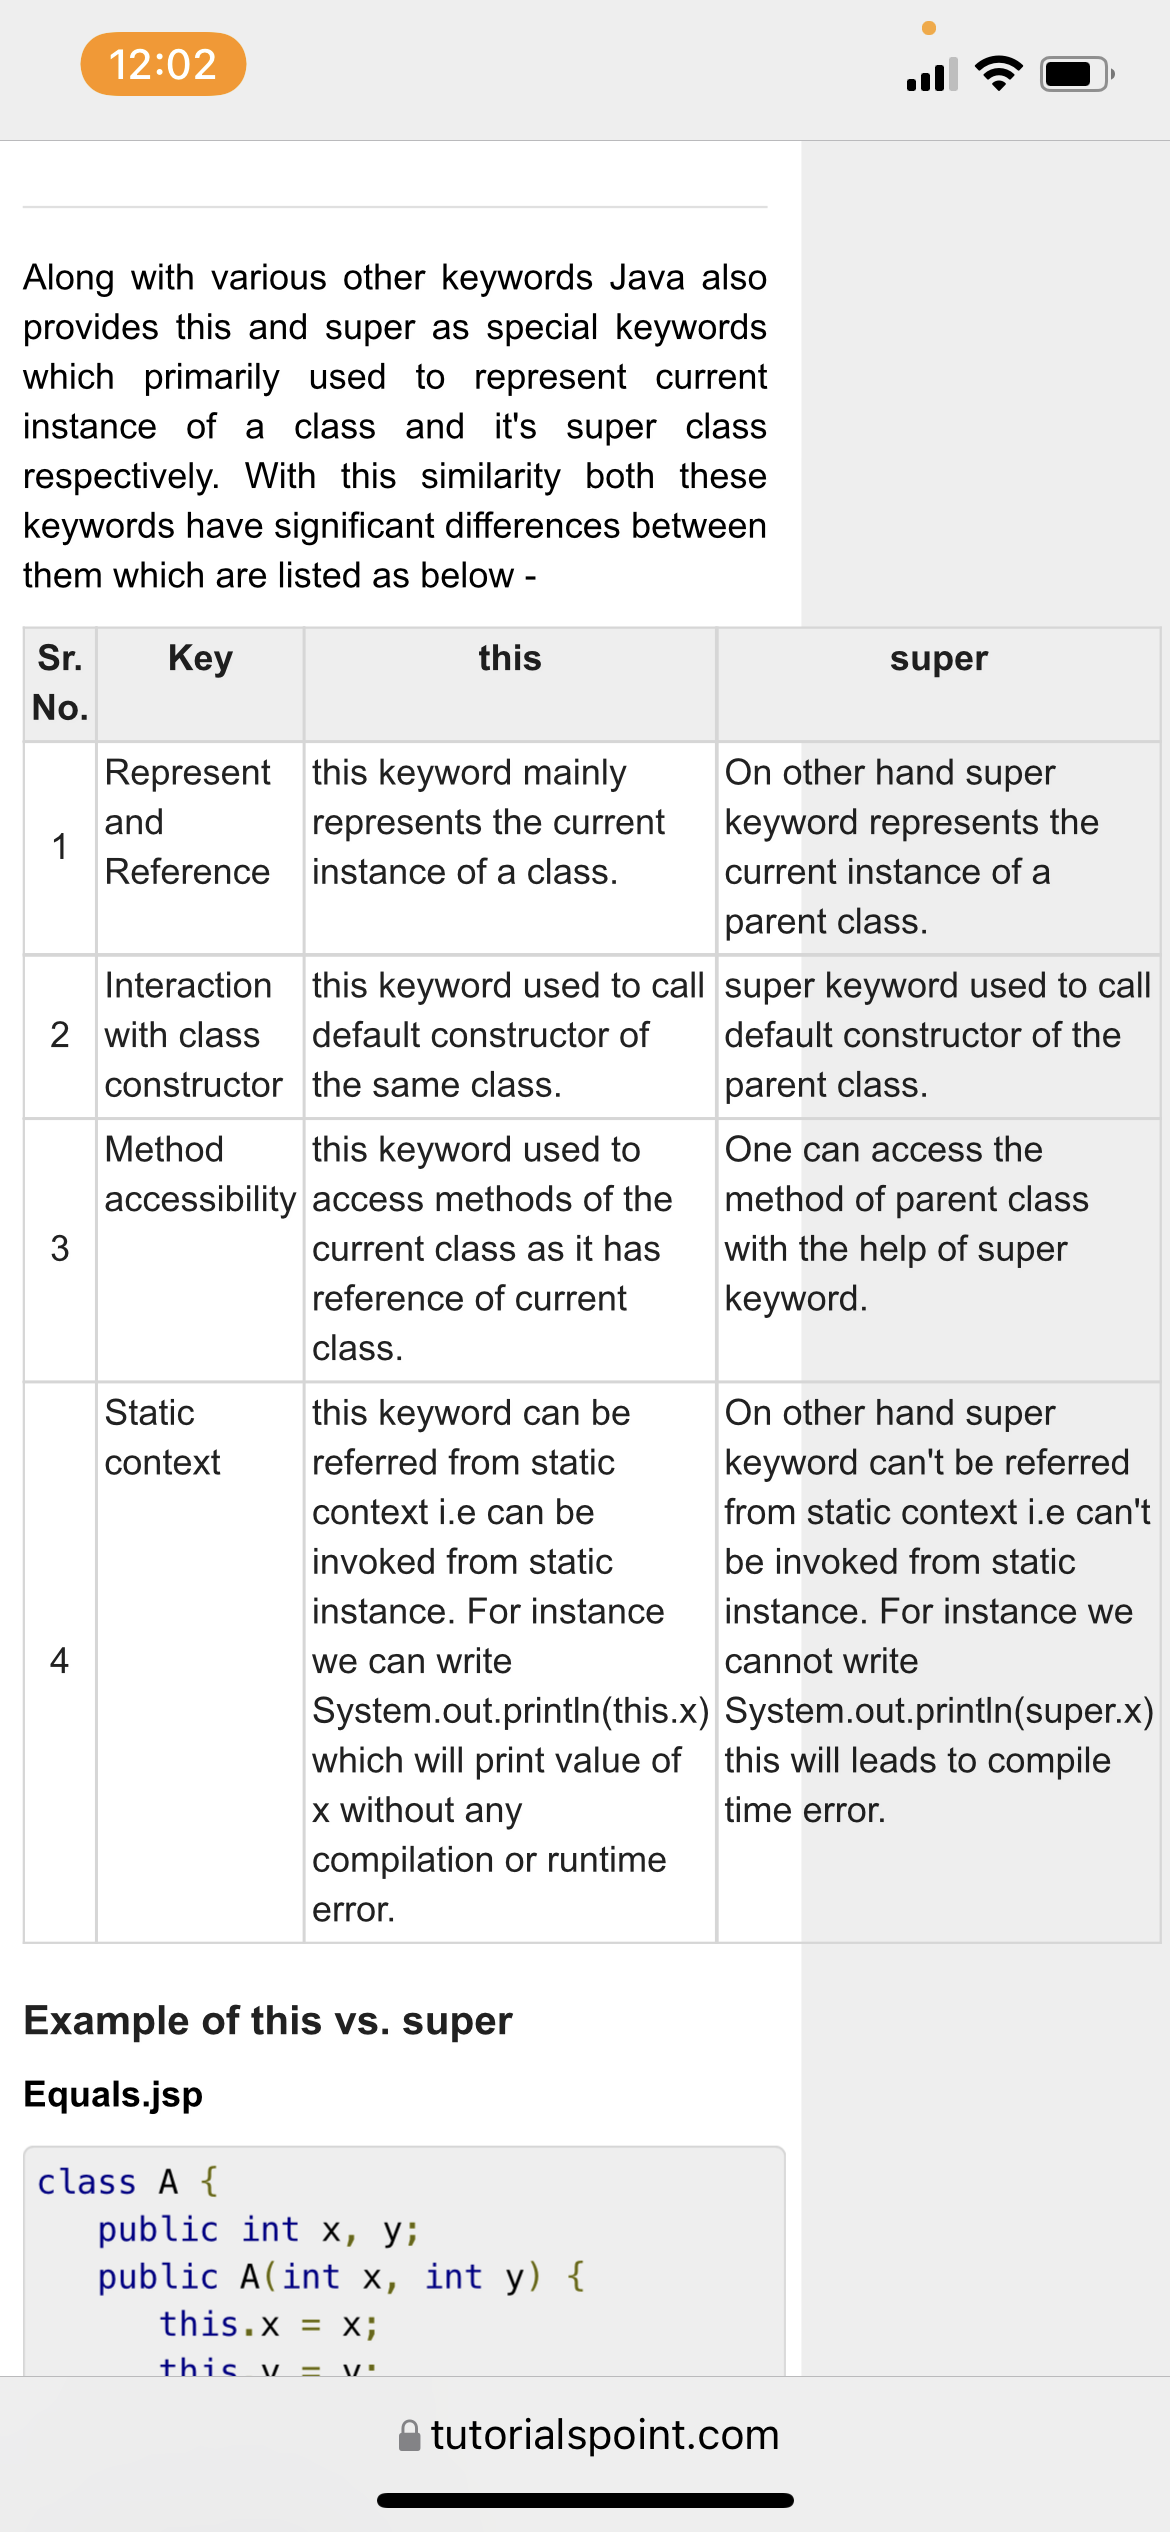 12:02
Along with various other keywords Java also
provides this and super as special keywords
which primarily used to represent current
instance of a class and it's super class
respectively. With this similarity both these
keywords have significant differences between
them which are listed as below -
Sr. No.
Key
this
super
1
Represent
and
Reference
this keyword mainly
represents the current
instance of a class.
On other hand super
keyword represents the
current instance of a
parent class.
2
Interaction
with class
constructor
this keyword used to call
default constructor of
the same class.
super keyword used to call
default constructor of the
parent class.
3
Method
accessibility
this keyword used to
access methods of the
current class as it has
reference of current
class.
One can access the
method of parent class
with the help of super
keyword.
4
Static
context
this keyword can be
referred from static
context i.e can be
invoked from static
instance. For instance
we can write
System.out.println(this.x)
which will print value of
x without any
compilation or runtime
error.
On other hand super
keyword can't be referred
from static context i.e can't
be invoked from static
instance. For instance we
cannot write
System.out.println(super.x)
this will leads to compile
time error.
Example of this vs. super
Equals.jsp
class A {
public int x, y;
public A(int x, int y) {
this.x = x;
this.y = y;
tutorialspoint.com